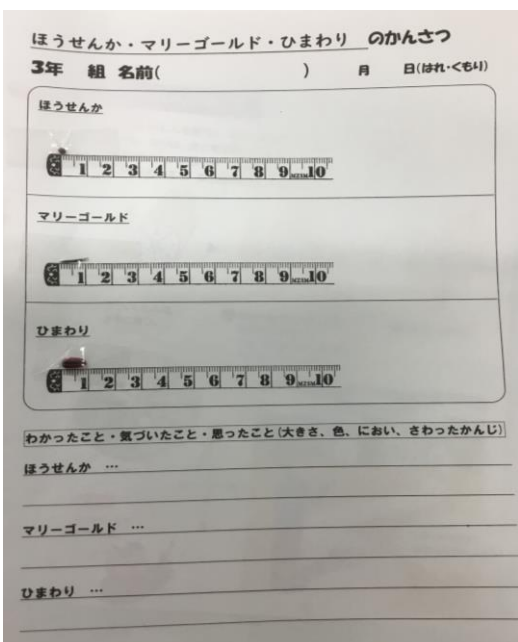 ほうせんか・マリーゴールド・ひまわり のかんさつ
3年 組 名前( ) 月 日(はれ・くもり)
ほうせんか
1 2 3 4 5 6 7 8 9 10
マリーゴールド
1 2 3 4 5 6 7 8 9 10
ひまわり
1 2 3 4 5 6 7 8 9 10
わかったこと・気づいたこと・思ったこと(大きさ、色、におい、さわったかんじ)
ほうせんか …
マリーゴールド …
ひまわり …